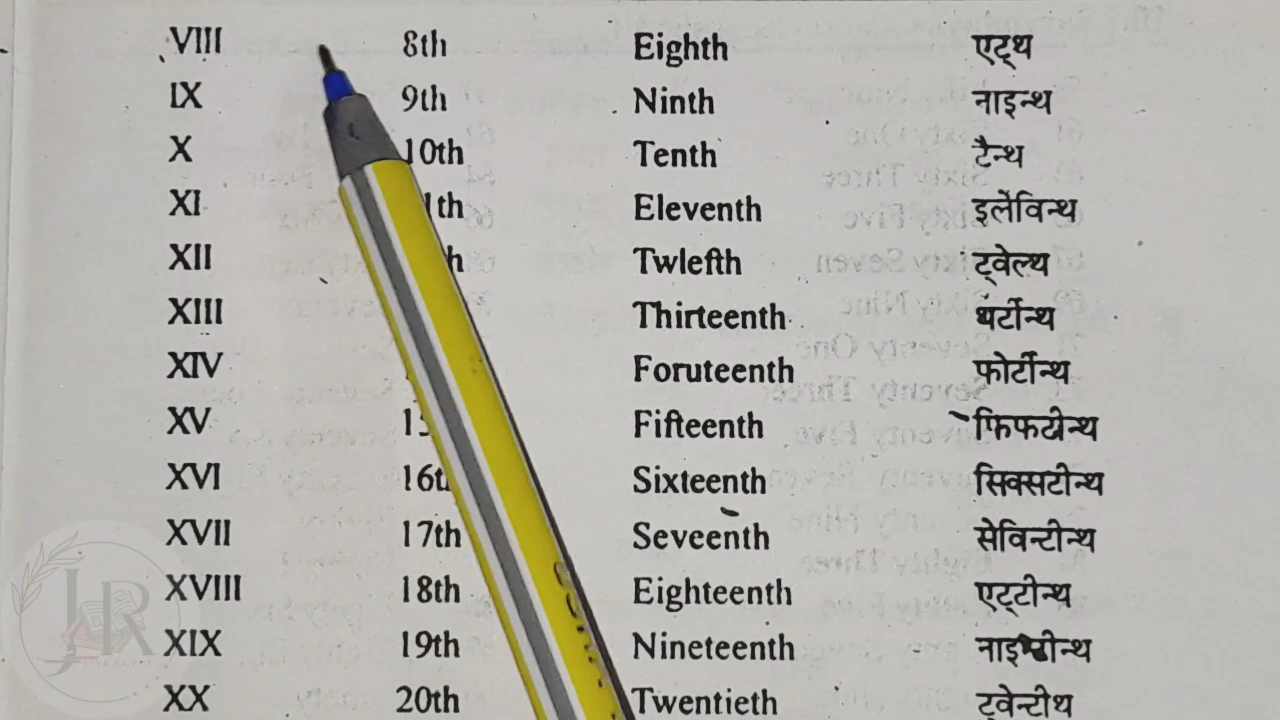 VIII 8th Eighth एट्थ
IX 9th Ninth नाइन्थ
X 10th Tenth टैन्थ
XI 1th Eleventh इलेविन्थ
XII h Twlefth ट्वेल्थ
XIII Thirteenth थर्टीन्थ
XIV Foruteenth फोर्टीन्थ
XV 15 Fifteenth फिफटीन्थ
XVI 16t Sixteenth सिक्सटीन्थ
XVII 17th Seveenth सेविन्टीन्थ
XVIII 18th Eighteenth एट्टीन्थ
XIX 19th Nineteenth
XX 20th Twentieth ट्वेन्टीथ
JR